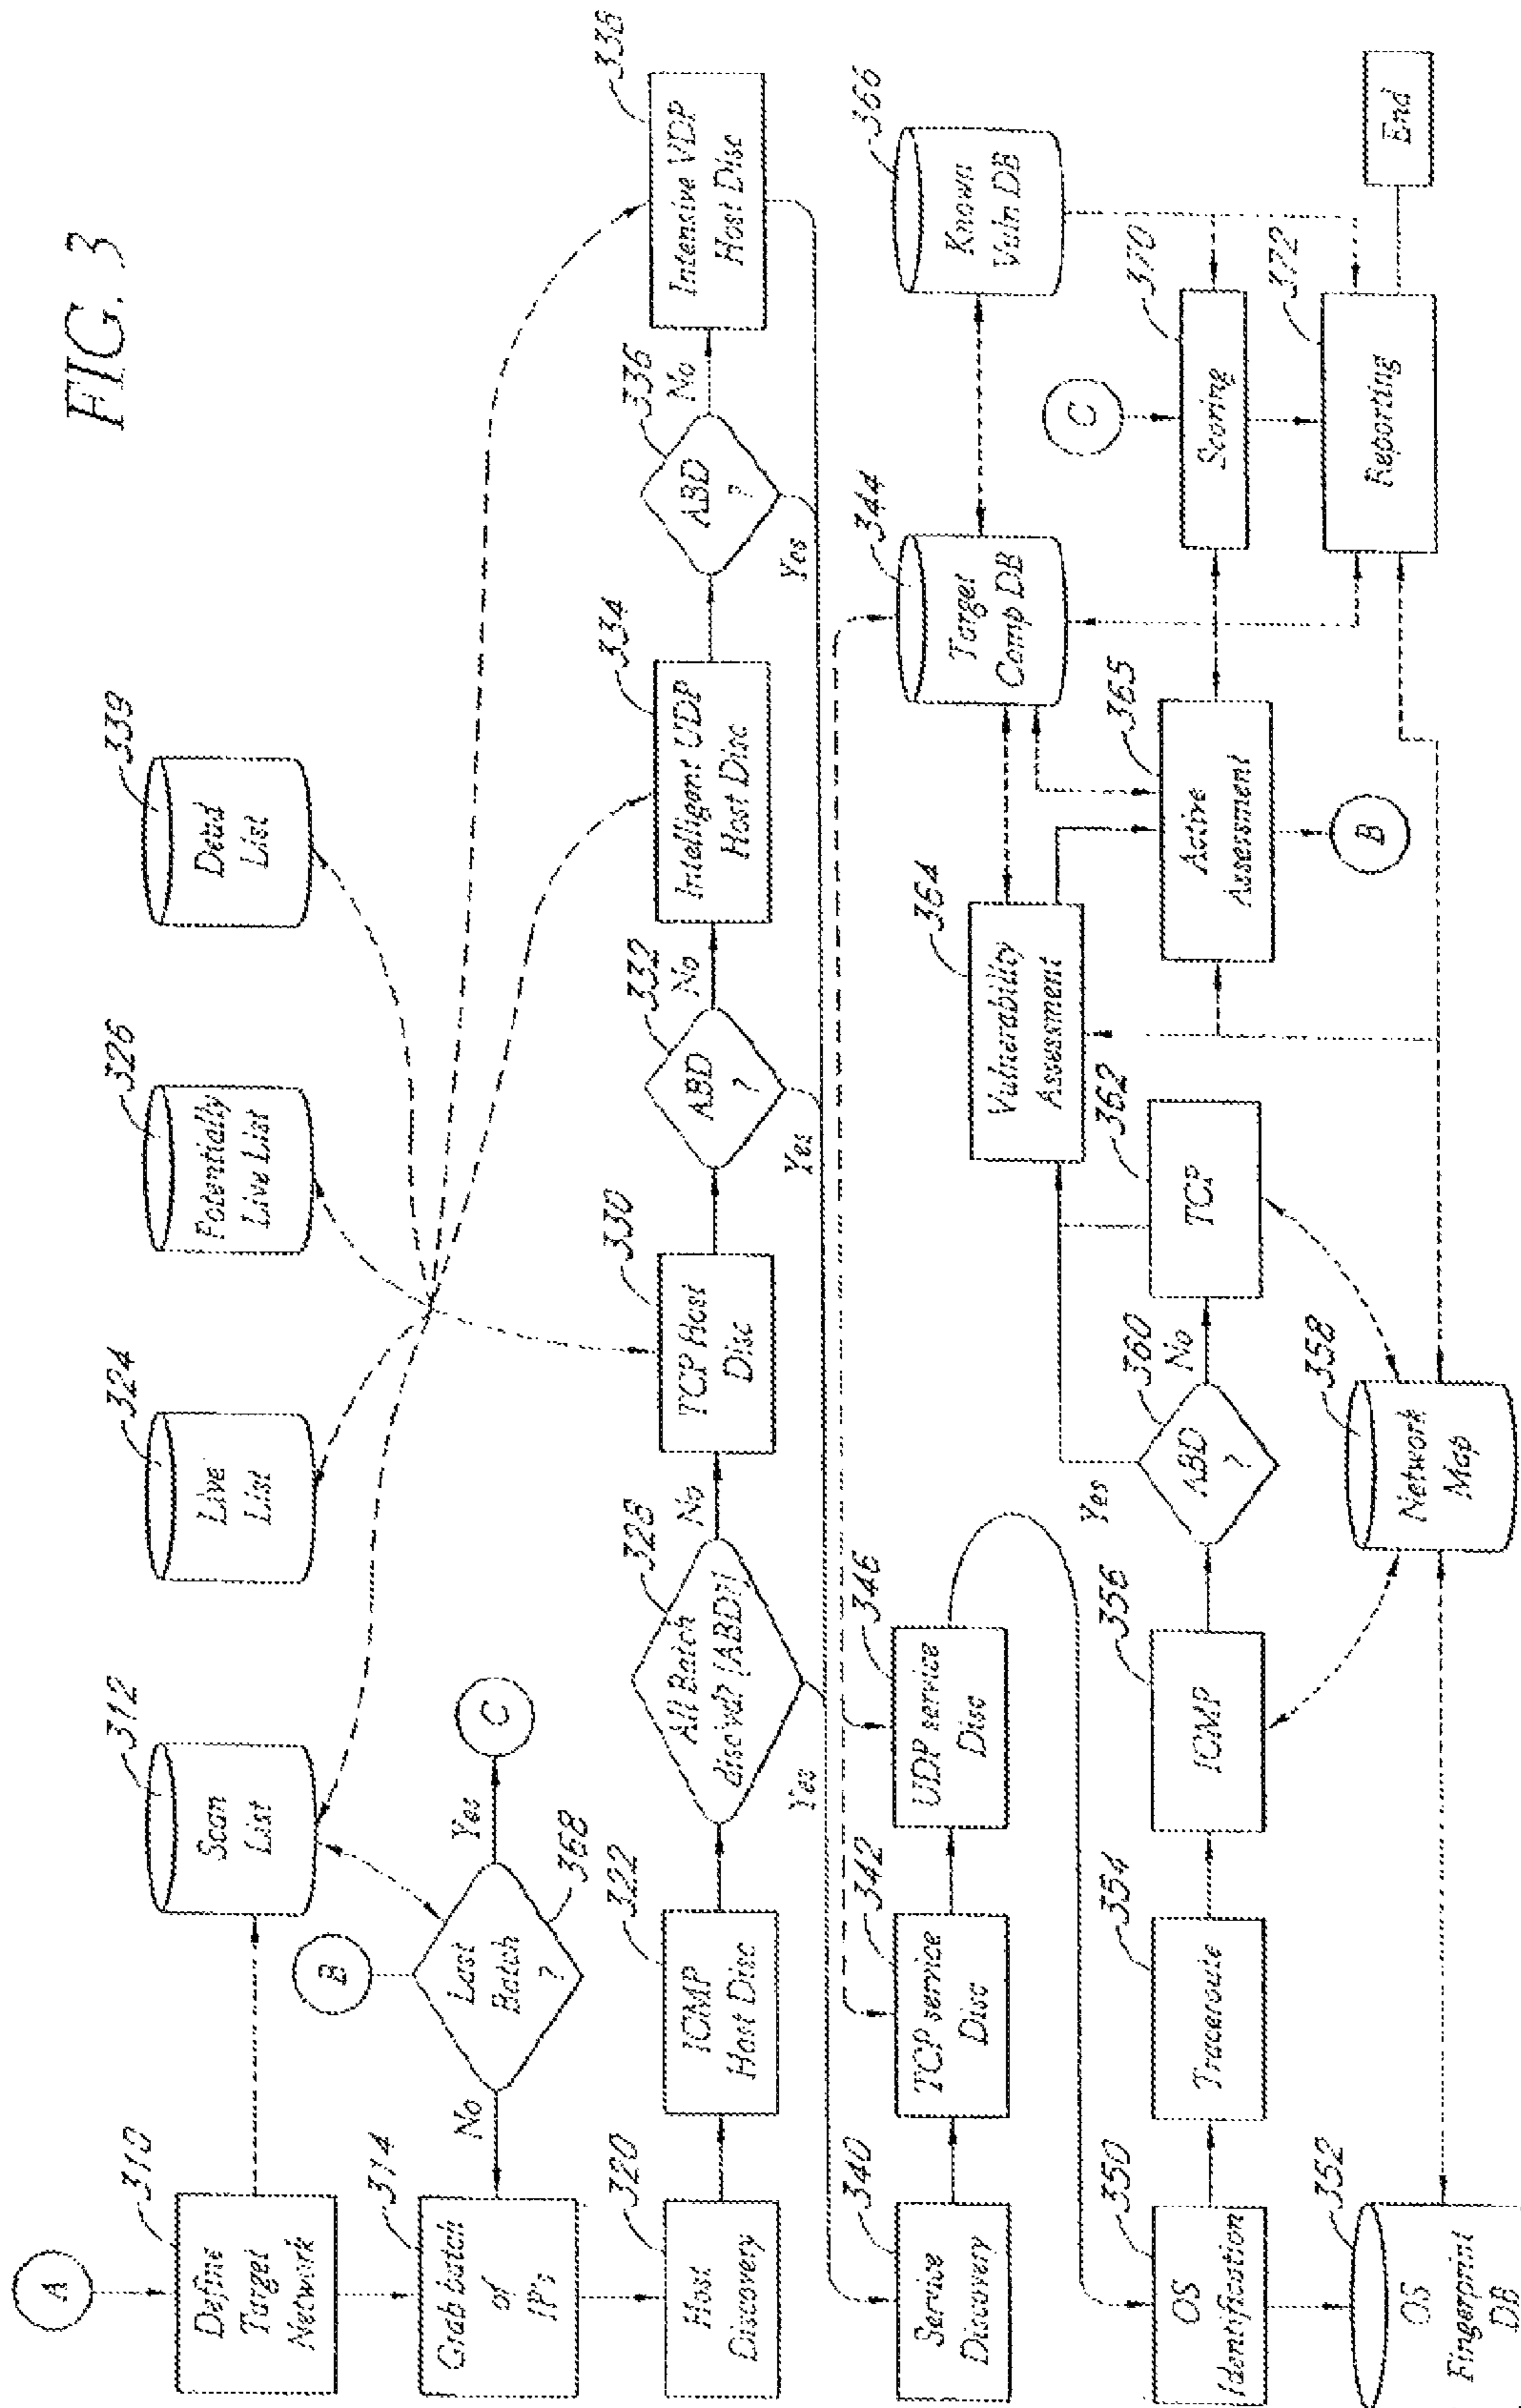 FIG. 3
A
310
Define
Target
Network
312
Scan
List
324
Live
List
326
Potentially
Live List
339
Dead
List
B
Last
Batch
?
368
Yes
C
No
314
Grab batch
of
IP's
320
Host
Discovery
322
ICMP
Host Disc
328
All Batch
disc'vd? [ABD?]
No
Yes
330
TCP Host
Disc
332
ABD
?
No
Yes
334
Intelligent UDP
Host Disc
336
ABD
?
No
Yes
338
Intensive VDP
Host Disc
340
Service
Discovery
342
TCP service
Disc
346
UDP service
Disc
344
Target
Comp DB
366
Known
Vuln DB
350
OS
Identification
352
OS
Fingerprint
DB
354
Traceroute
356
ICMP
Yes
360
ABD
?
No
358
Network
Map
362
TCP
364
Vulnerability
Assessment
365
Active
Assessment
B
C
370
Scoring
372
Reporting
End